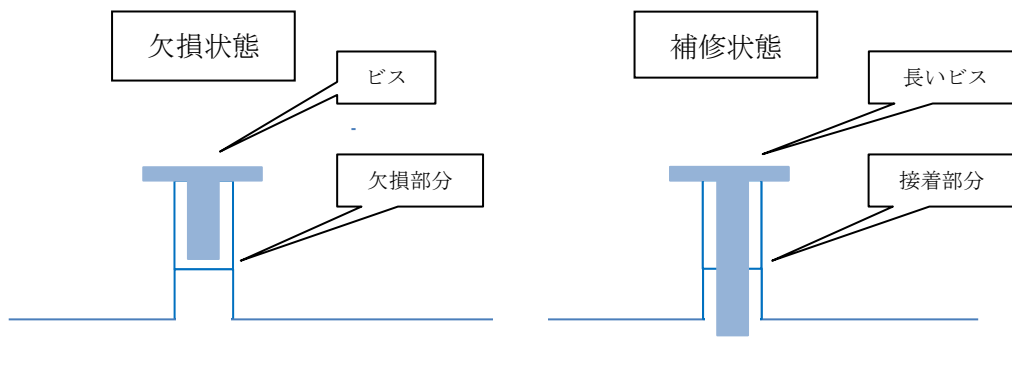 欠損状態
ビス
欠損部分
補修状態
長いビス
接着部分